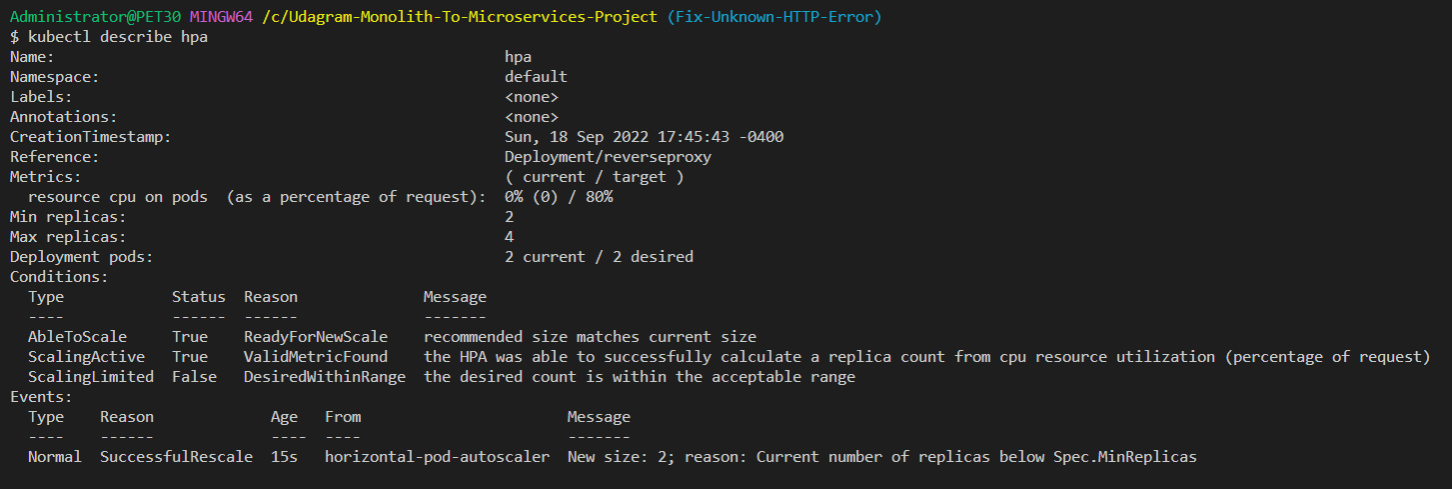 Administrator@PET30 MINGW64 /c/Udagram-Monolith-To-Microservices-Project (Fix-Unknown-HTTP-Error)
$ kubectl describe hpa
Name:                                                  hpa
Namespace:                                             default
Labels:                                                <none>
Annotations:                                           <none>
CreationTimestamp:                                     Sun, 18 Sep 2022 17:45:43 -0400
Reference:                                             Deployment/reverseproxy
Metrics:                                               ( current / target )
  resource cpu on pods  (as a percentage of request):  0% (0) / 80%
Min replicas:                                          2
Max replicas:                                          4
Deployment pods:                                       2 current / 2 desired
Conditions:
  Type            Status  Reason              Message
  ----            ------  ------              -------
  AbleToScale     True    ReadyForNewScale    recommended size matches current size
  ScalingActive   True    ValidMetricFound    the HPA was able to successfully calculate a replica count from cpu resource utilization (percentage of request)
  ScalingLimited  False   DesiredWithinRange  the desired count is within the acceptable range
Events:
  Type    Reason             Age   From                       Message
  ----    ------             ----  ----                       -------
  Normal  SuccessfulRescale  15s   horizontal-pod-autoscaler  New size: 2; reason: Current number of replicas below Spec.MinReplicas